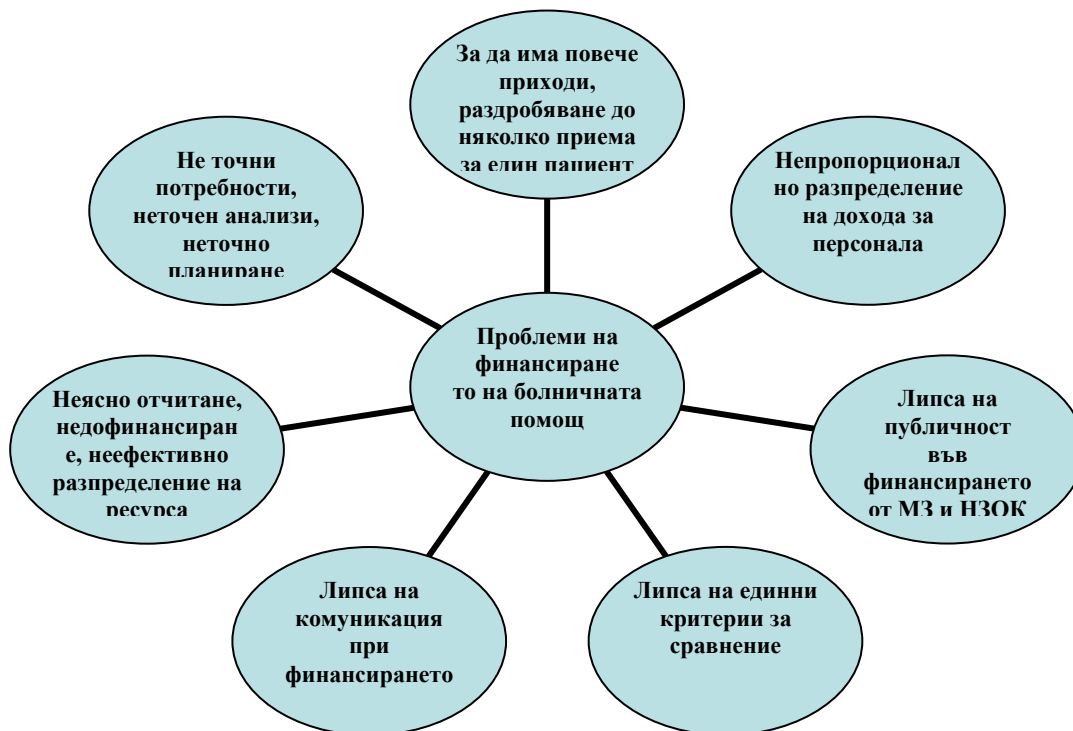 За да има повече
приходи,
раздробяване до
няколко приема
за един пациент
Не точни
потребности,
неточен анализи,
неточно
планиране
Непропорционал
но разпределение
на дохода за
персонала
Проблеми на
финансиране
то на болничната
помощ
Неясно отчитане,
недофинансиран
е, неефективно
разпределение на
ресурса
Липса на
публичност
във
финансирането
от МЗ и НЗОК
Липса на
комуникация
при
финансирането
Липса на единни
критерии за
сравнение